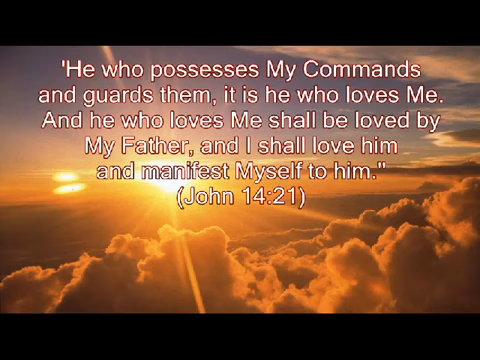 'He who possesses My Commands
and guards them, it is he who loves Me.
And he who loves Me shall be loved by
My Father, and I shall love him
and manifest Myself to him."
(John 14:21)